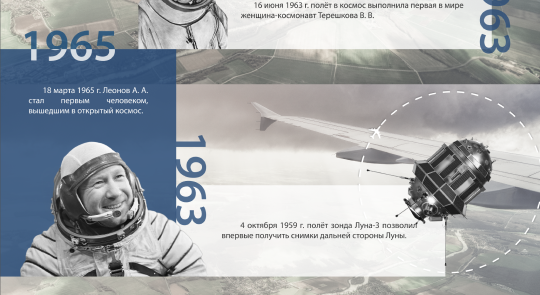 16 июня 1963 г. полёт в космос выполнила первая в мире
женщина-космонавт Терешкова В. В.
1963
1965
18 марта 1965 г. Леонов А. А.
стал первым человеком,
вышедшим в открытый космос.
1963
4 октября 1959 г. полёт зонда Луна-3 позволил
впервые получить снимки дальней стороны Луны.